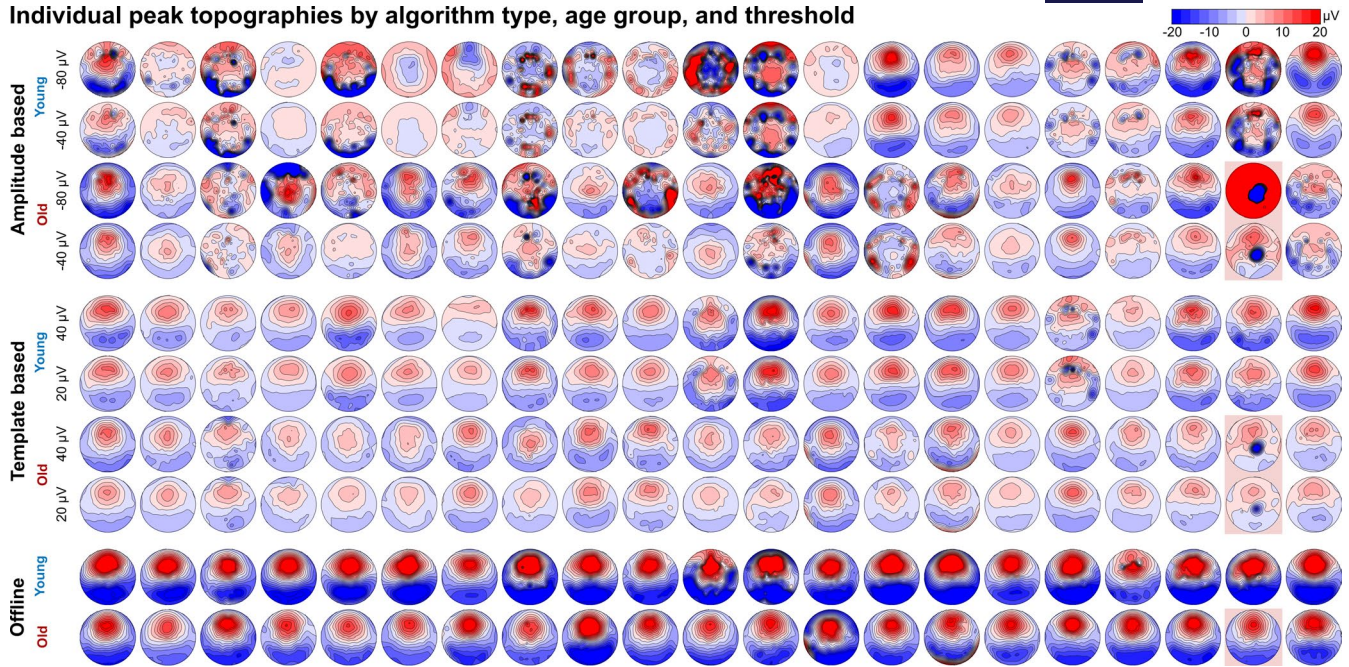 Individual peak topographies by algorithm type, age group, and threshold
μV
-20 -10 0 10 20
Amplitude based
Young
-80 μV
-40 μV
Old
-80 μV
-40 μV
Template based
Young
40 μV
20 μV
Old
40 μV
20 μV
Offline
Young
Old